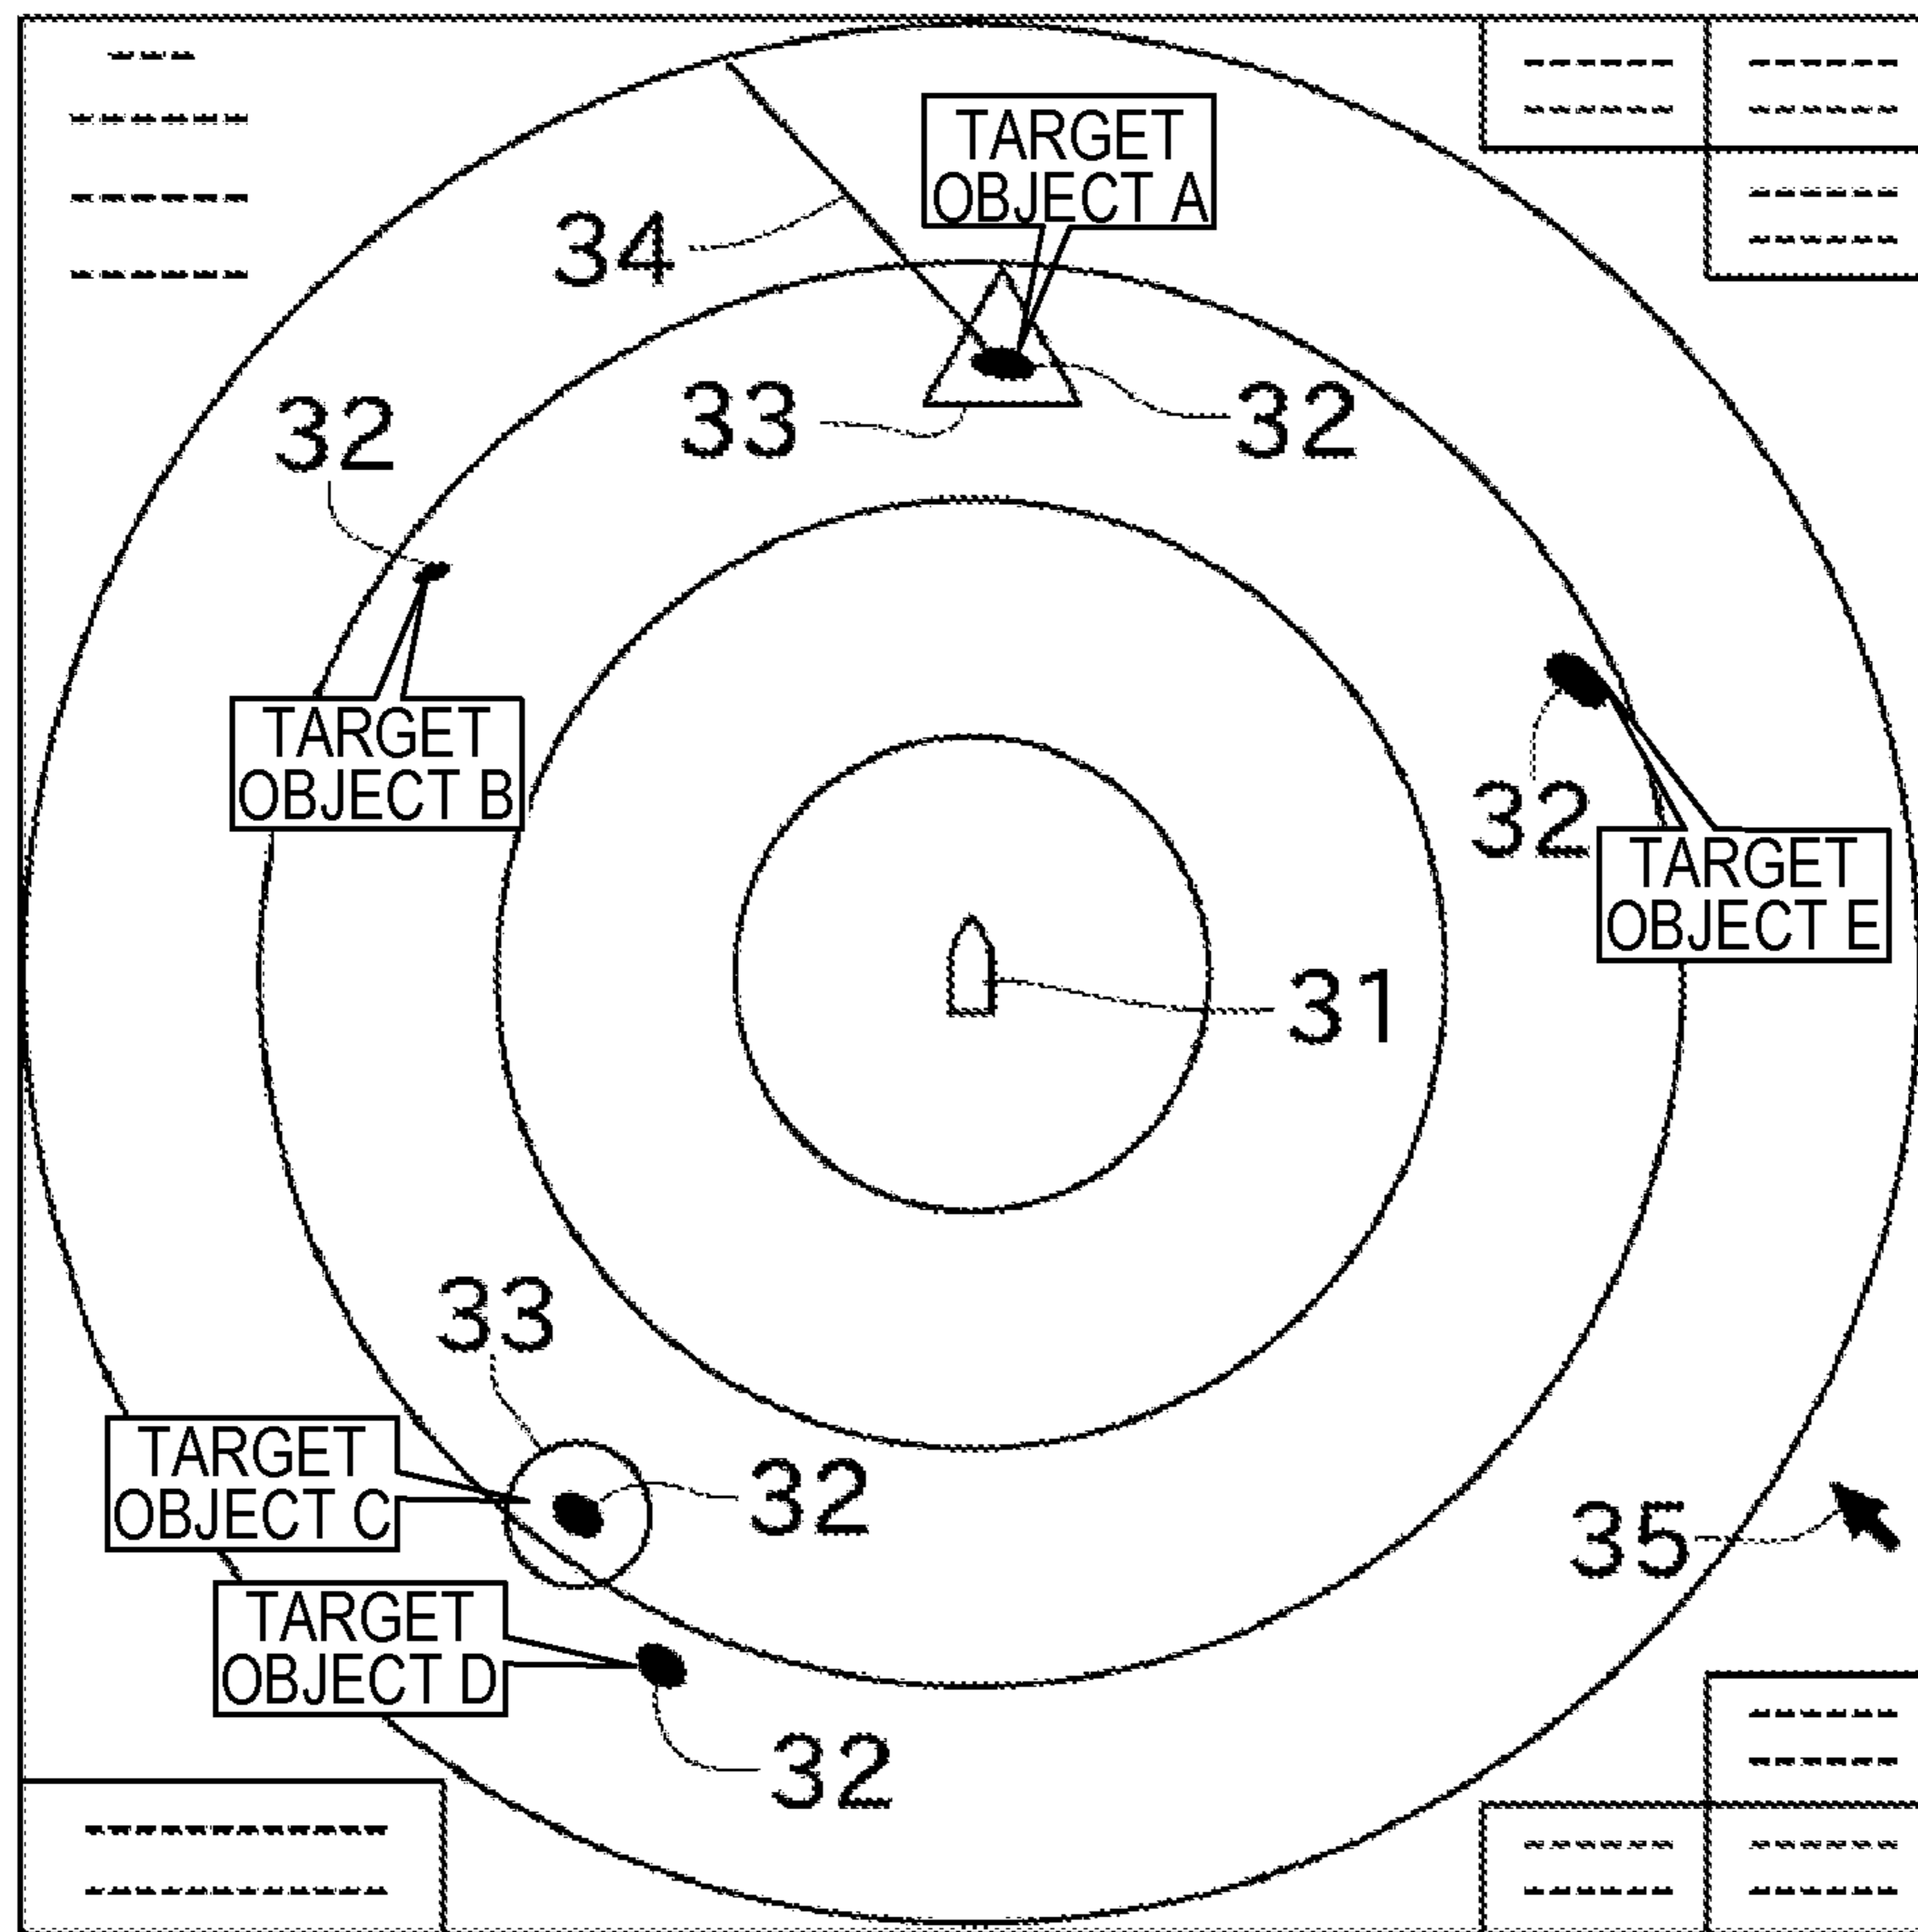 TARGET
OBJECT A
34
33
32
32
TARGET
OBJECT B
32
TARGET
OBJECT E
31
33
TARGET
OBJECT C
32
35
TARGET
OBJECT D
32